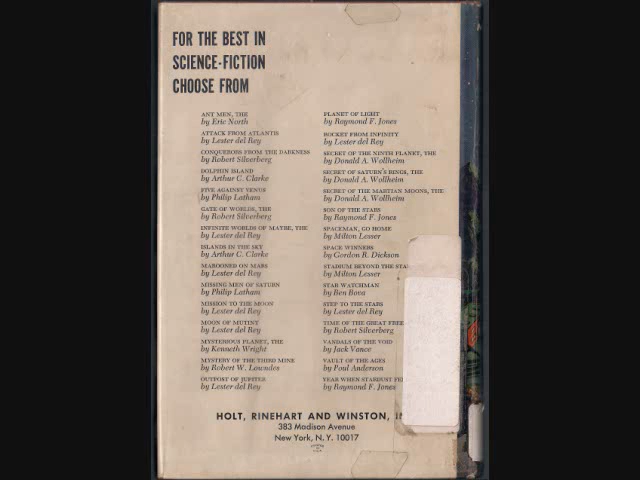 FOR THE BEST IN
SCIENCE-FICTION
CHOOSE FROM
ANT MEN, THE
by Eric North
ATTACK FROM ATLANTIS
by Lester del Rey
CONQUERORS FROM THE DARKNESS
by Robert Silverberg
DOLPHIN ISLAND
by Arthur C. Clarke
FIVE AGAINST VENUS
by Philip Latham
GATE OF WORLDS, THE
by Robert Silverberg
INFINITE WORLDS OF MAYBE, THE
by Lester del Rey
ISLANDS IN THE SKY
by Arthur C. Clarke
MAROONED ON MARS
by Lester del Rey
MISSING MEN OF SATURN
by Philip Latham
MISSION TO THE MOON
by Lester del Rey
MOON OF MUTINY
by Lester del Rey
MYSTERIOUS PLANET, THE
by Kenneth Wright
MYSTERY OF THE THIRD MINE
by Robert W. Lowndes
OUTPOST OF JUPITER
by Lester del Rey
PLANET OF LIGHT
by Raymond F. Jones
ROCKET FROM INFINITY
by Lester del Rey
SECRET OF THE NINTH PLANET, THE
by Donald A. Wollheim
SECRET OF SATURN'S RINGS, THE
by Donald A. Wollheim
SECRET OF THE MARTIAN MOONS, THE
by Donald A. Wollheim
SON OF THE STARS
by Raymond F. Jones
SPACEMAN, GO HOME
by Milton Lesser
SPACE WINNERS
by Gordon R. Dickson
STADIUM BEYOND THE STA
by Milton Lesser
STAR WATCHMAN
by Ben Bova
STEP TO THE STARS
by Lester del Rey
TIME OF THE GREAT FREE
by Robert Silverberg
VANDALS OF THE VOID
by Jack Vance
VAULT OF THE AGES
by Poul Anderson
YEAR WHEN STARDUST FE
by Raymond F. Jones
HOLT, RINEHART AND WINSTON, IN
383 Madison Avenue
New York, N. Y. 10017